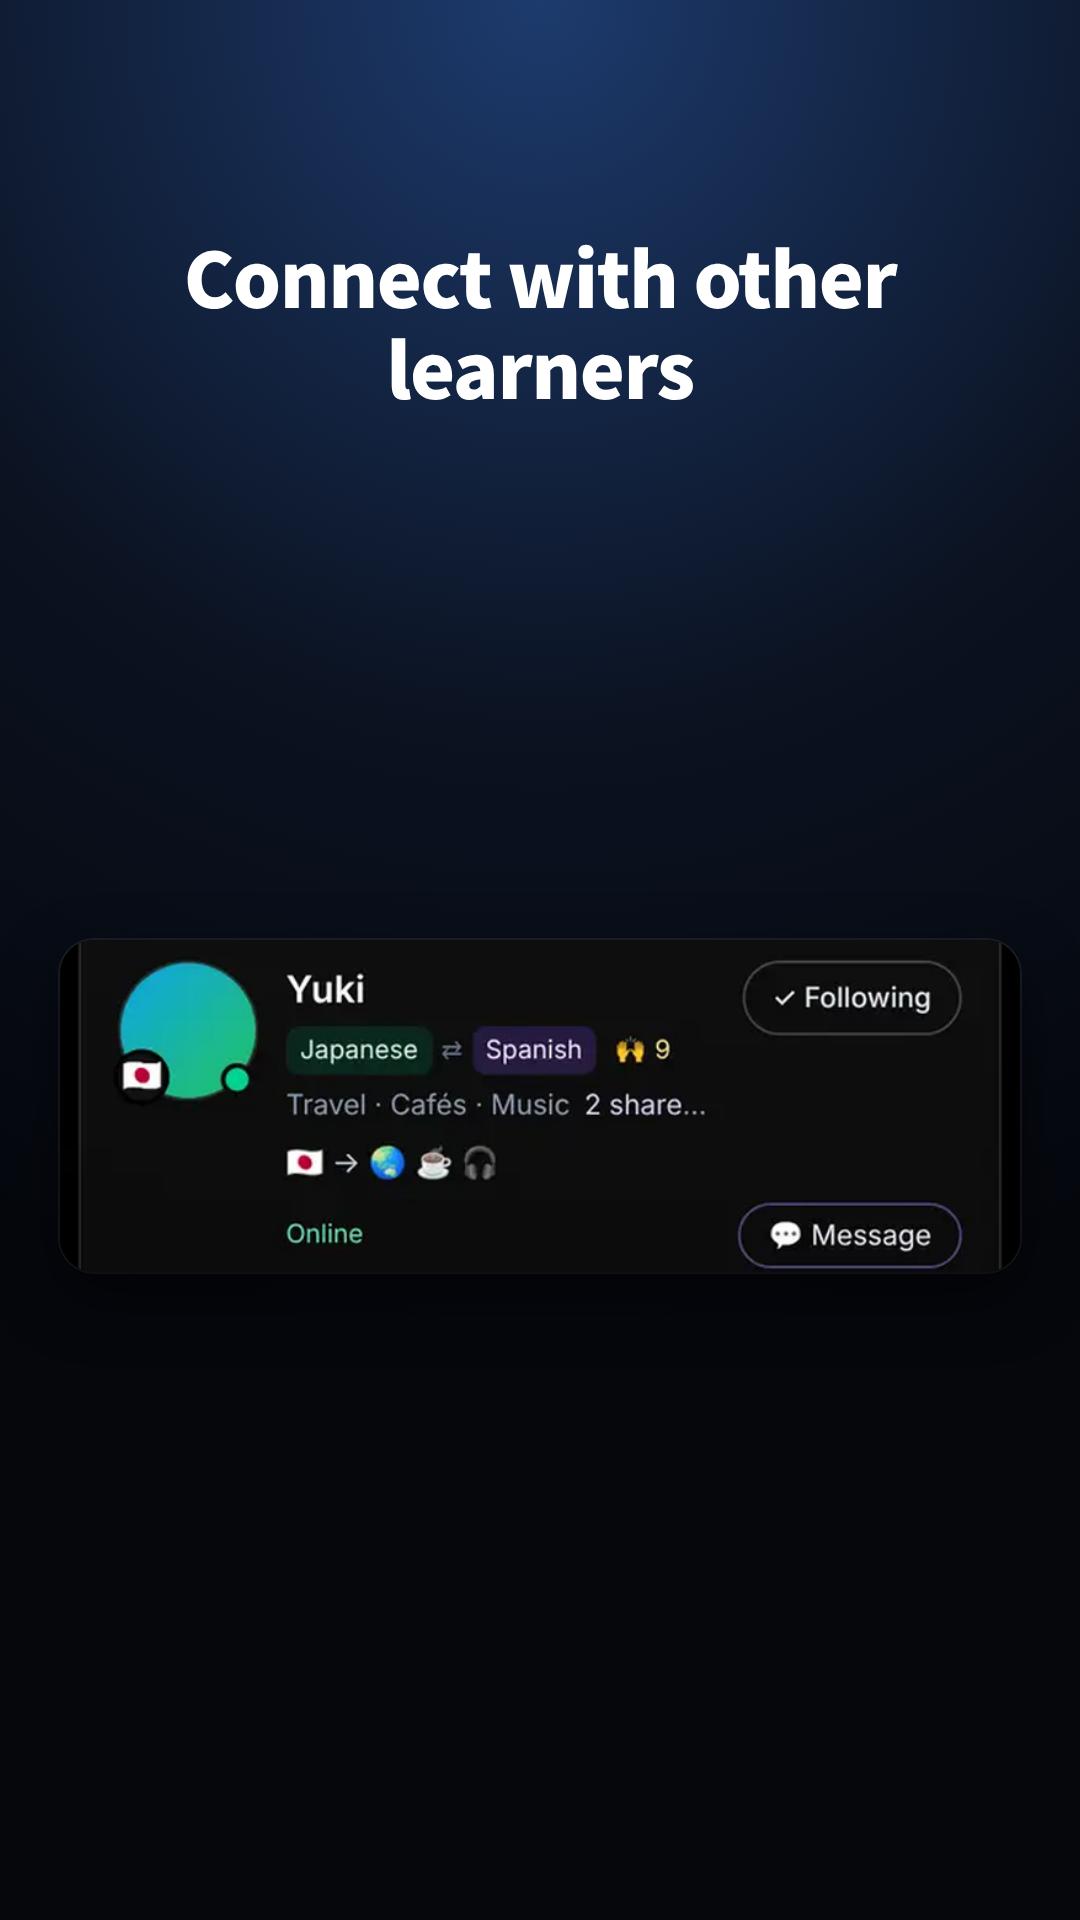 Connect with other
learners
Yuki
✓ Following
Japanese ⇄ Spanish 🙌 9
Travel · Cafés · Music 2 share...
🇯🇵 → 🌏 ☕ 🎧
Online
💬 Message